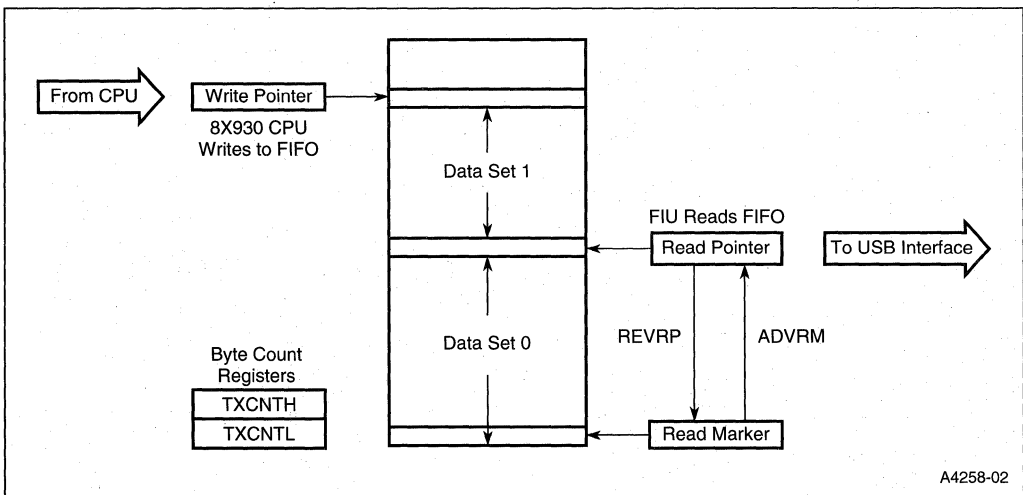 From CPU
Write Pointer
8X930 CPU
Writes to FIFO
Data Set 1
FIU Reads FIFO
Read Pointer
To USB Interface
Data Set 0
REVRP
ADVRM
Byte Count
Registers
TXCNTH
TXCNTL
Read Marker
A4258-02